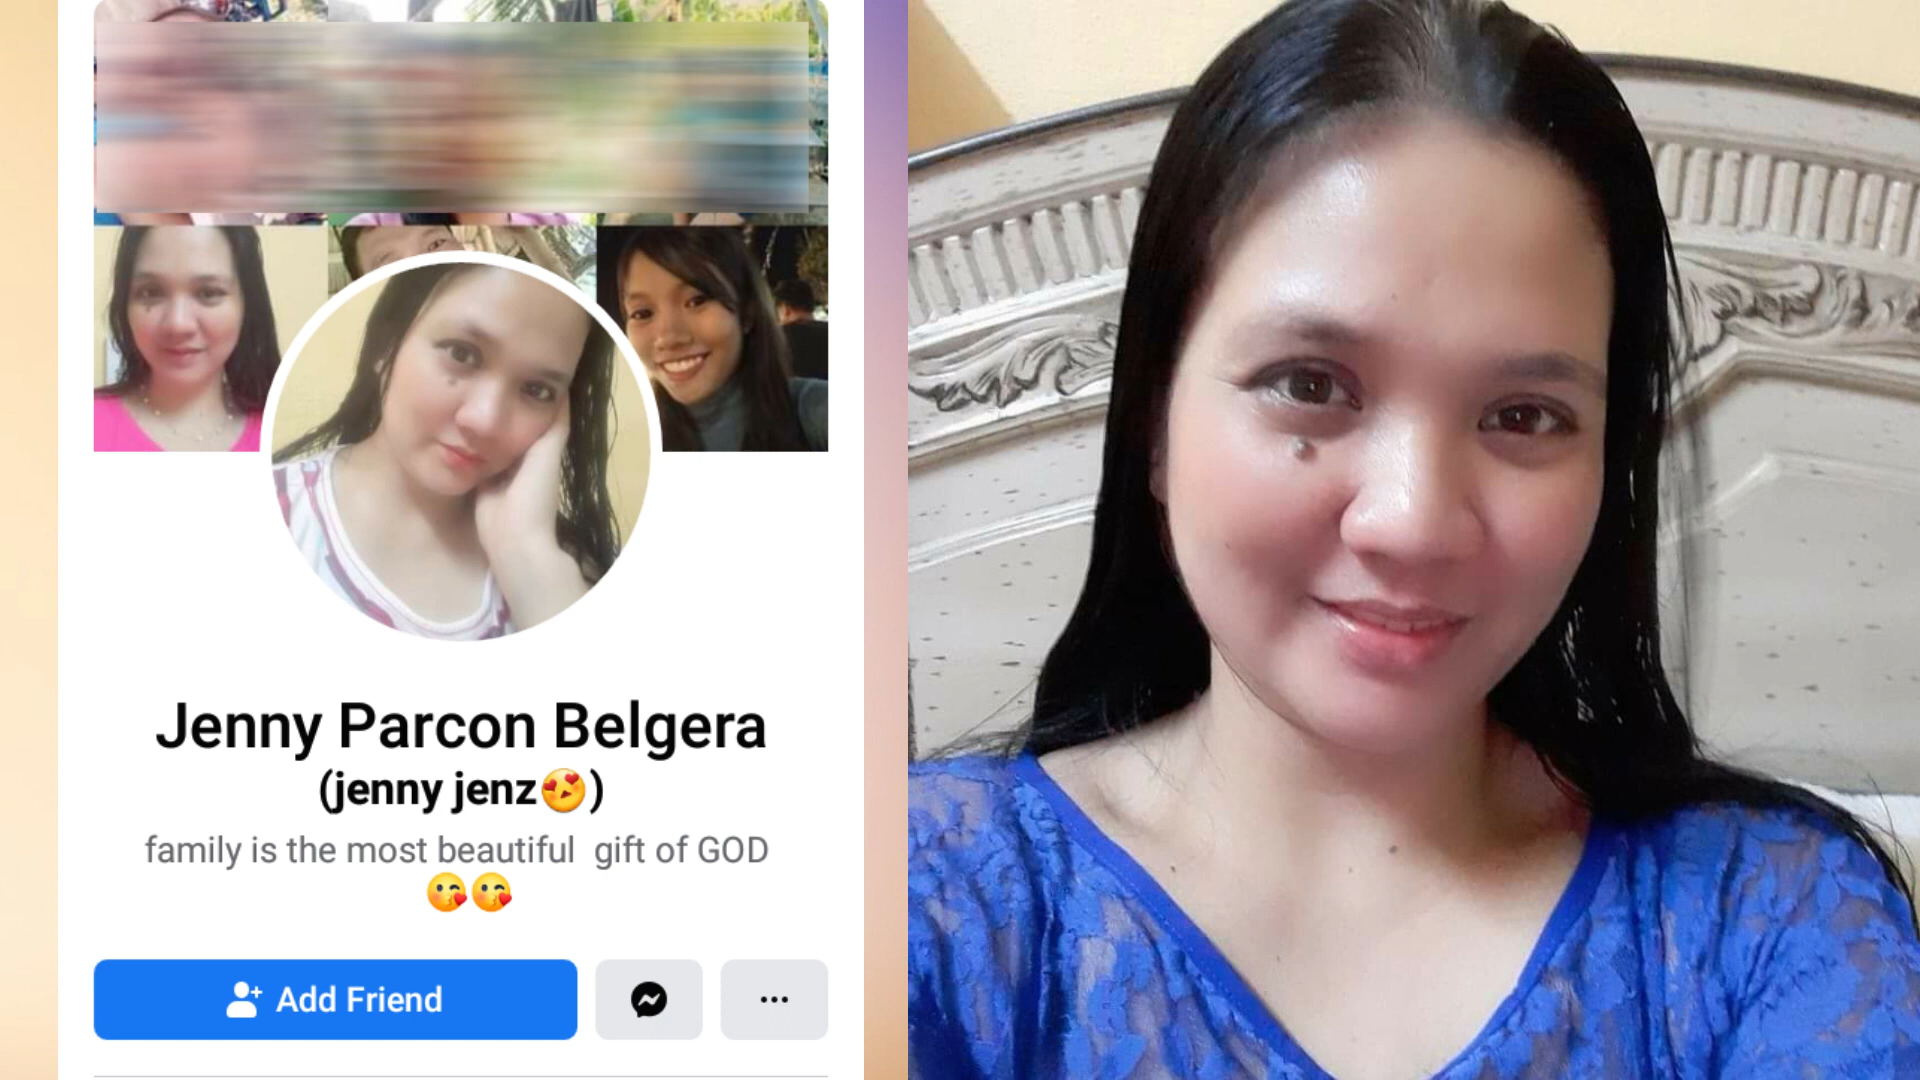 Jenny Parcon Belgera
(jenny jenz😍)
family is the most beautiful gift of GOD
😘😘
Add Friend